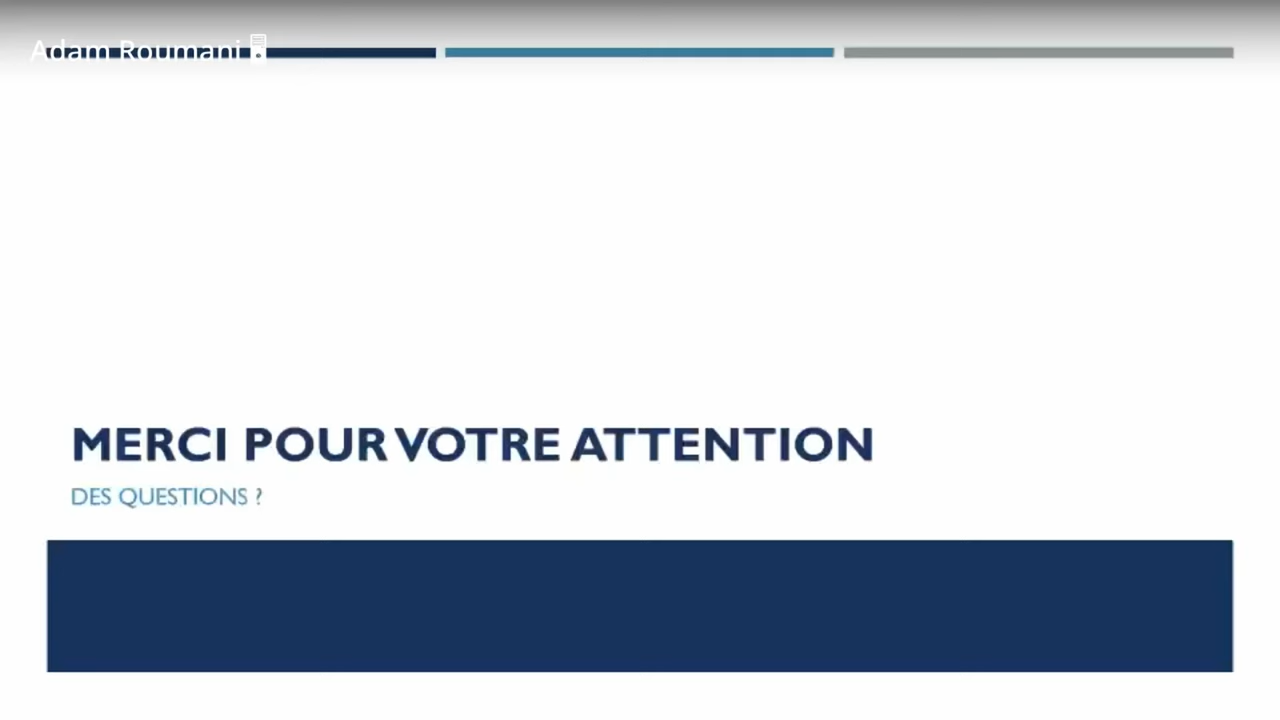 Adam Roumani
MERCI POUR VOTRE ATTENTION
DES QUESTIONS ?